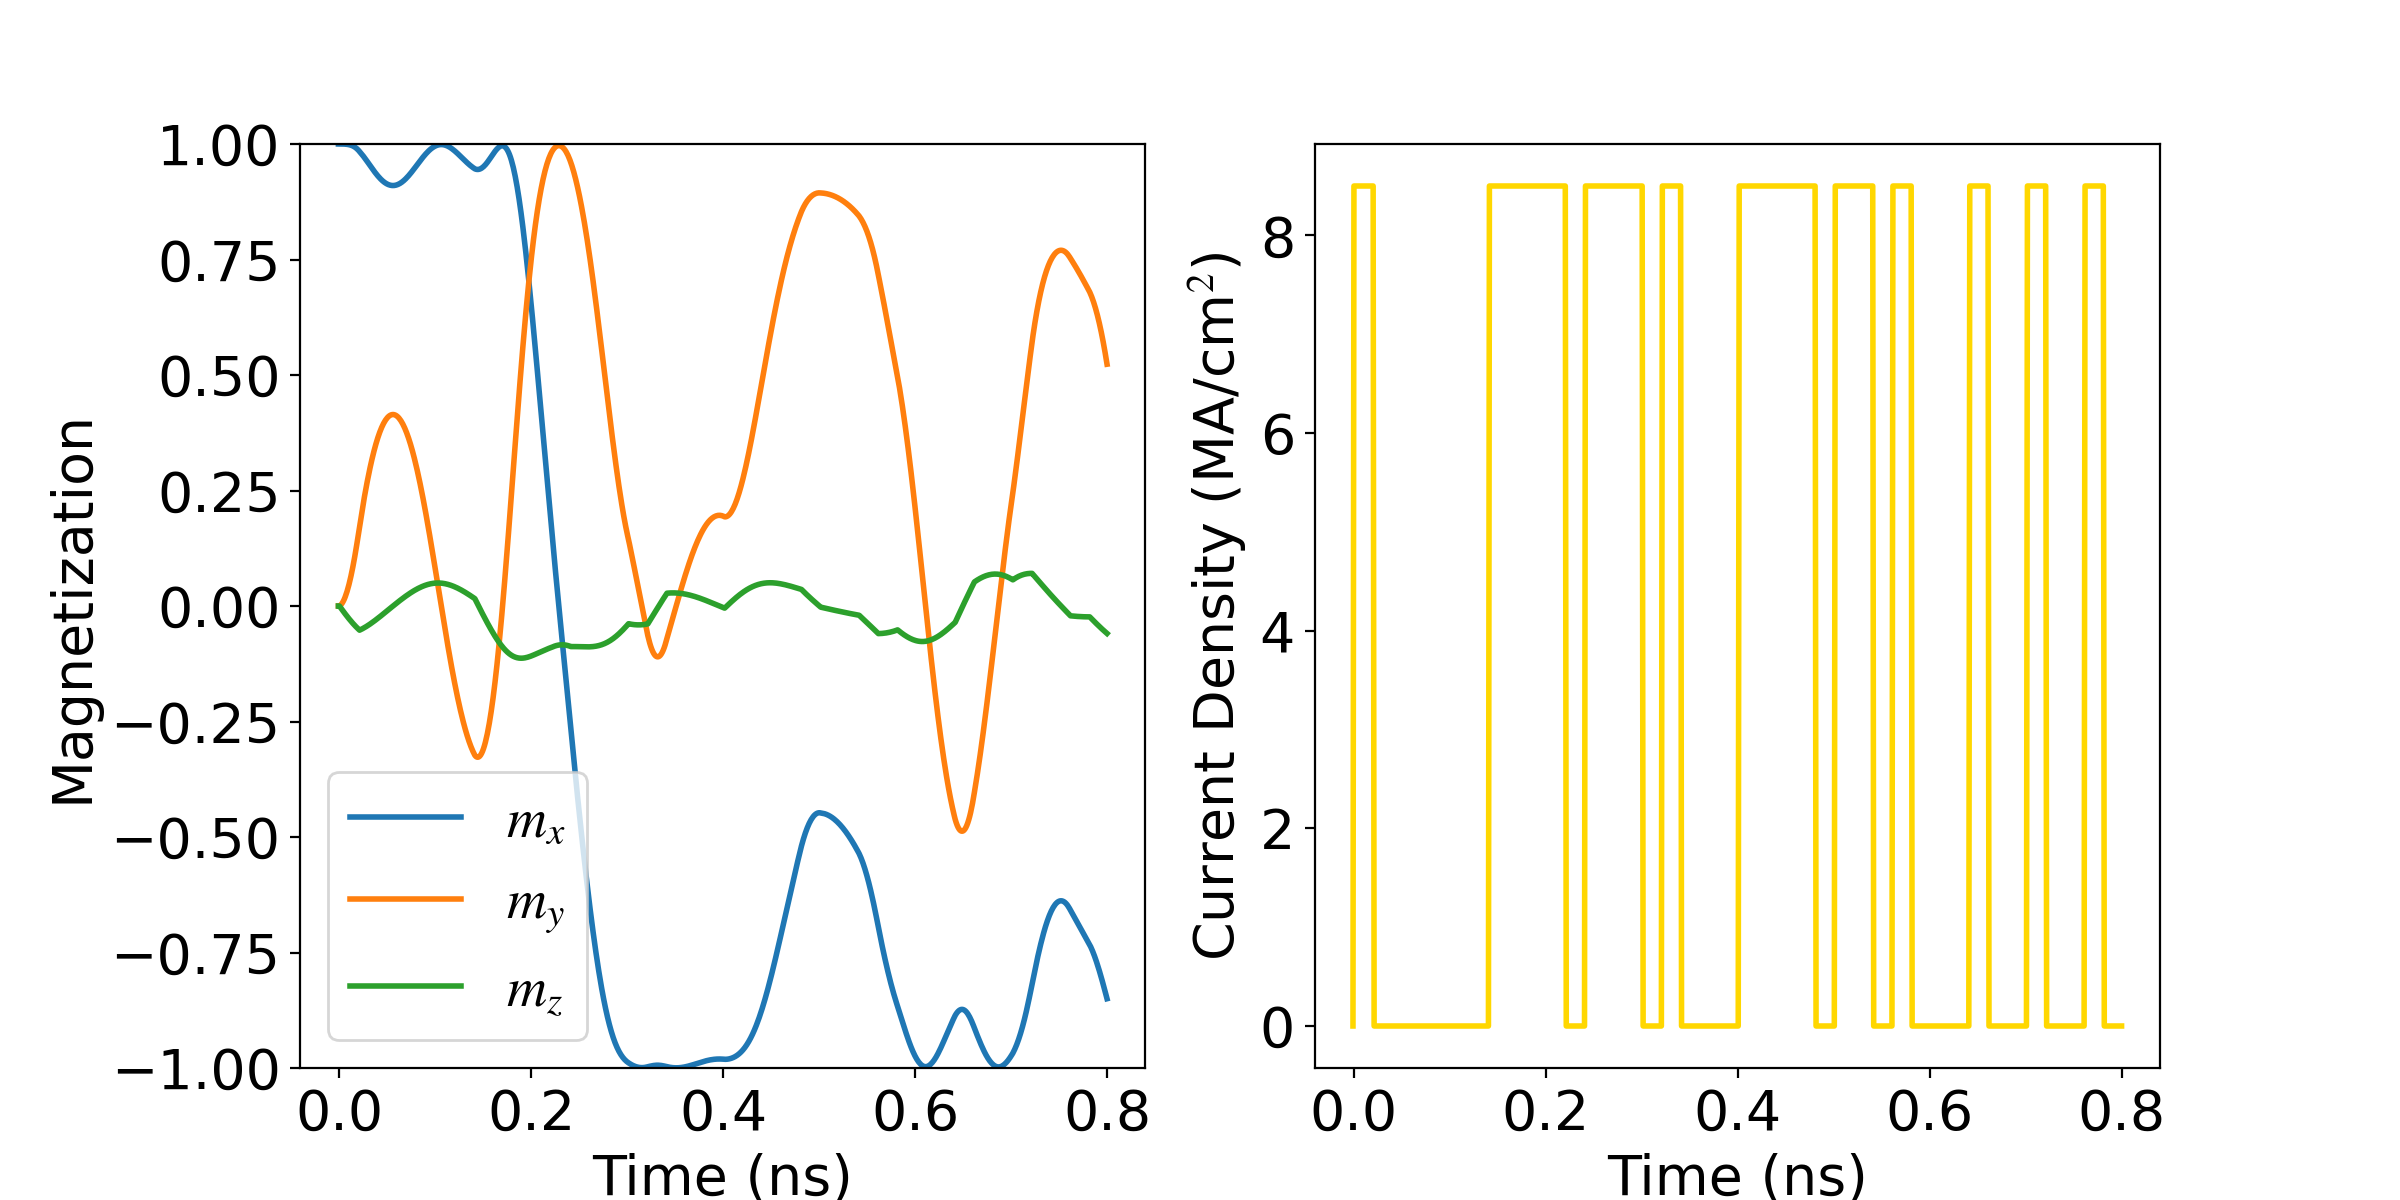 Magnetization
1.00
0.75
0.50
0.25
0.00
−0.25
−0.50
−0.75
−1.00
m_x
m_y
m_z
0.0 0.2 0.4 0.6 0.8
Time (ns)
Current Density (MA/cm²)
8
6
4
2
0
0.0 0.2 0.4 0.6 0.8
Time (ns)